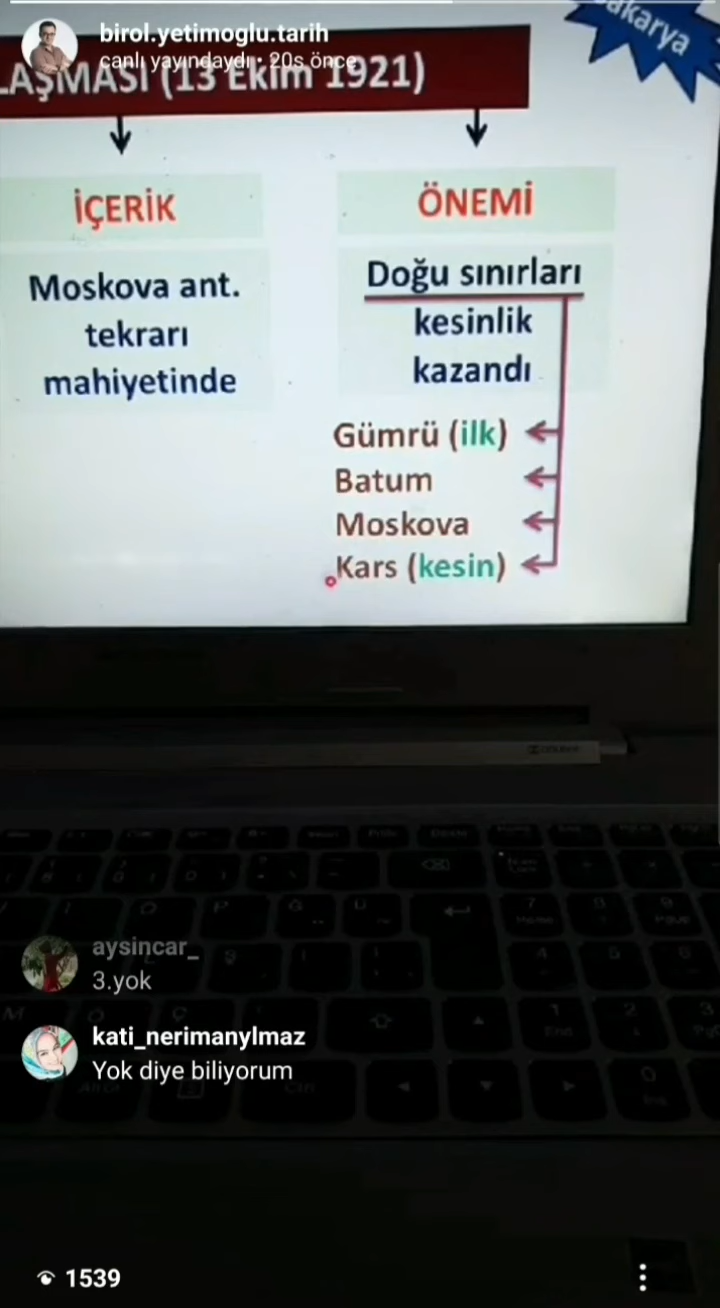 birol.yetimoglu.tarih
canlı yayındaydı • 20s önce
LAŞMASI (13 Ekim 1921)
akarya
İÇERİK
Moskova ant.
tekrarı
mahiyetinde
ÖNEMİ
Doğu sınırları
kesinlik
kazandı
Gümrü (ilk)
Batum
Moskova
Kars (kesin)
aysincar_
3.yok
kati_nerimanylmaz
Yok diye biliyorum
1539